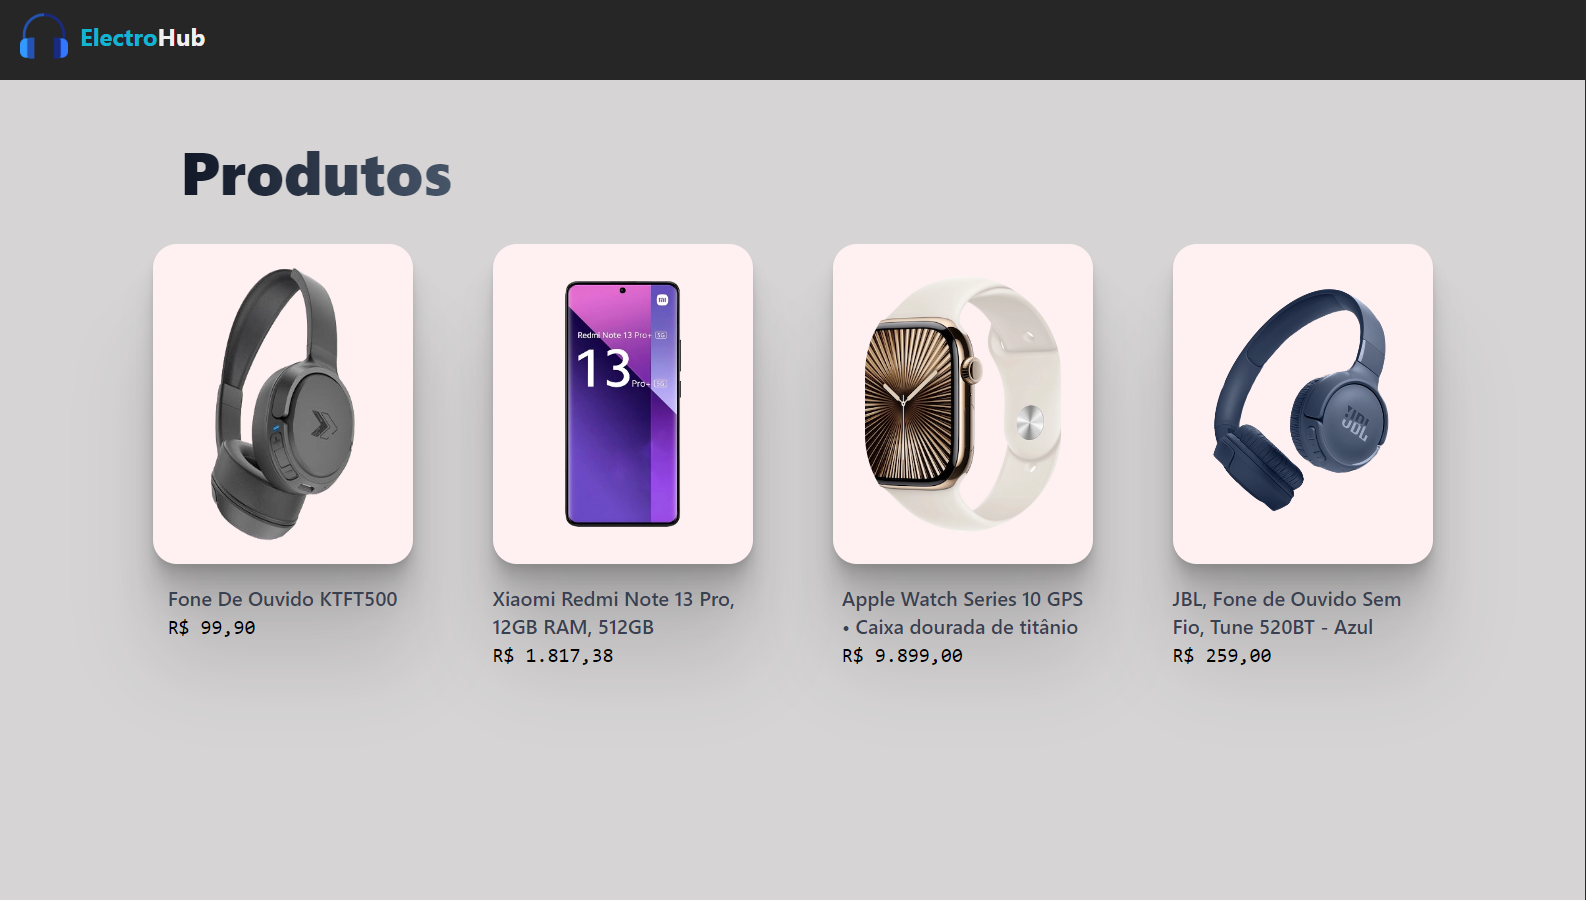 ElectroHub
Produtos
Redmi Note 13 Pro+ 5G
13 Pro+ 5G
JBL
Fone De Ouvido KTFT500
R$ 99,90
Xiaomi Redmi Note 13 Pro,
12GB RAM, 512GB
R$ 1.817,38
Apple Watch Series 10 GPS
• Caixa dourada de titânio
R$ 9.899,00
JBL, Fone de Ouvido Sem
Fio, Tune 520BT - Azul
R$ 259,00